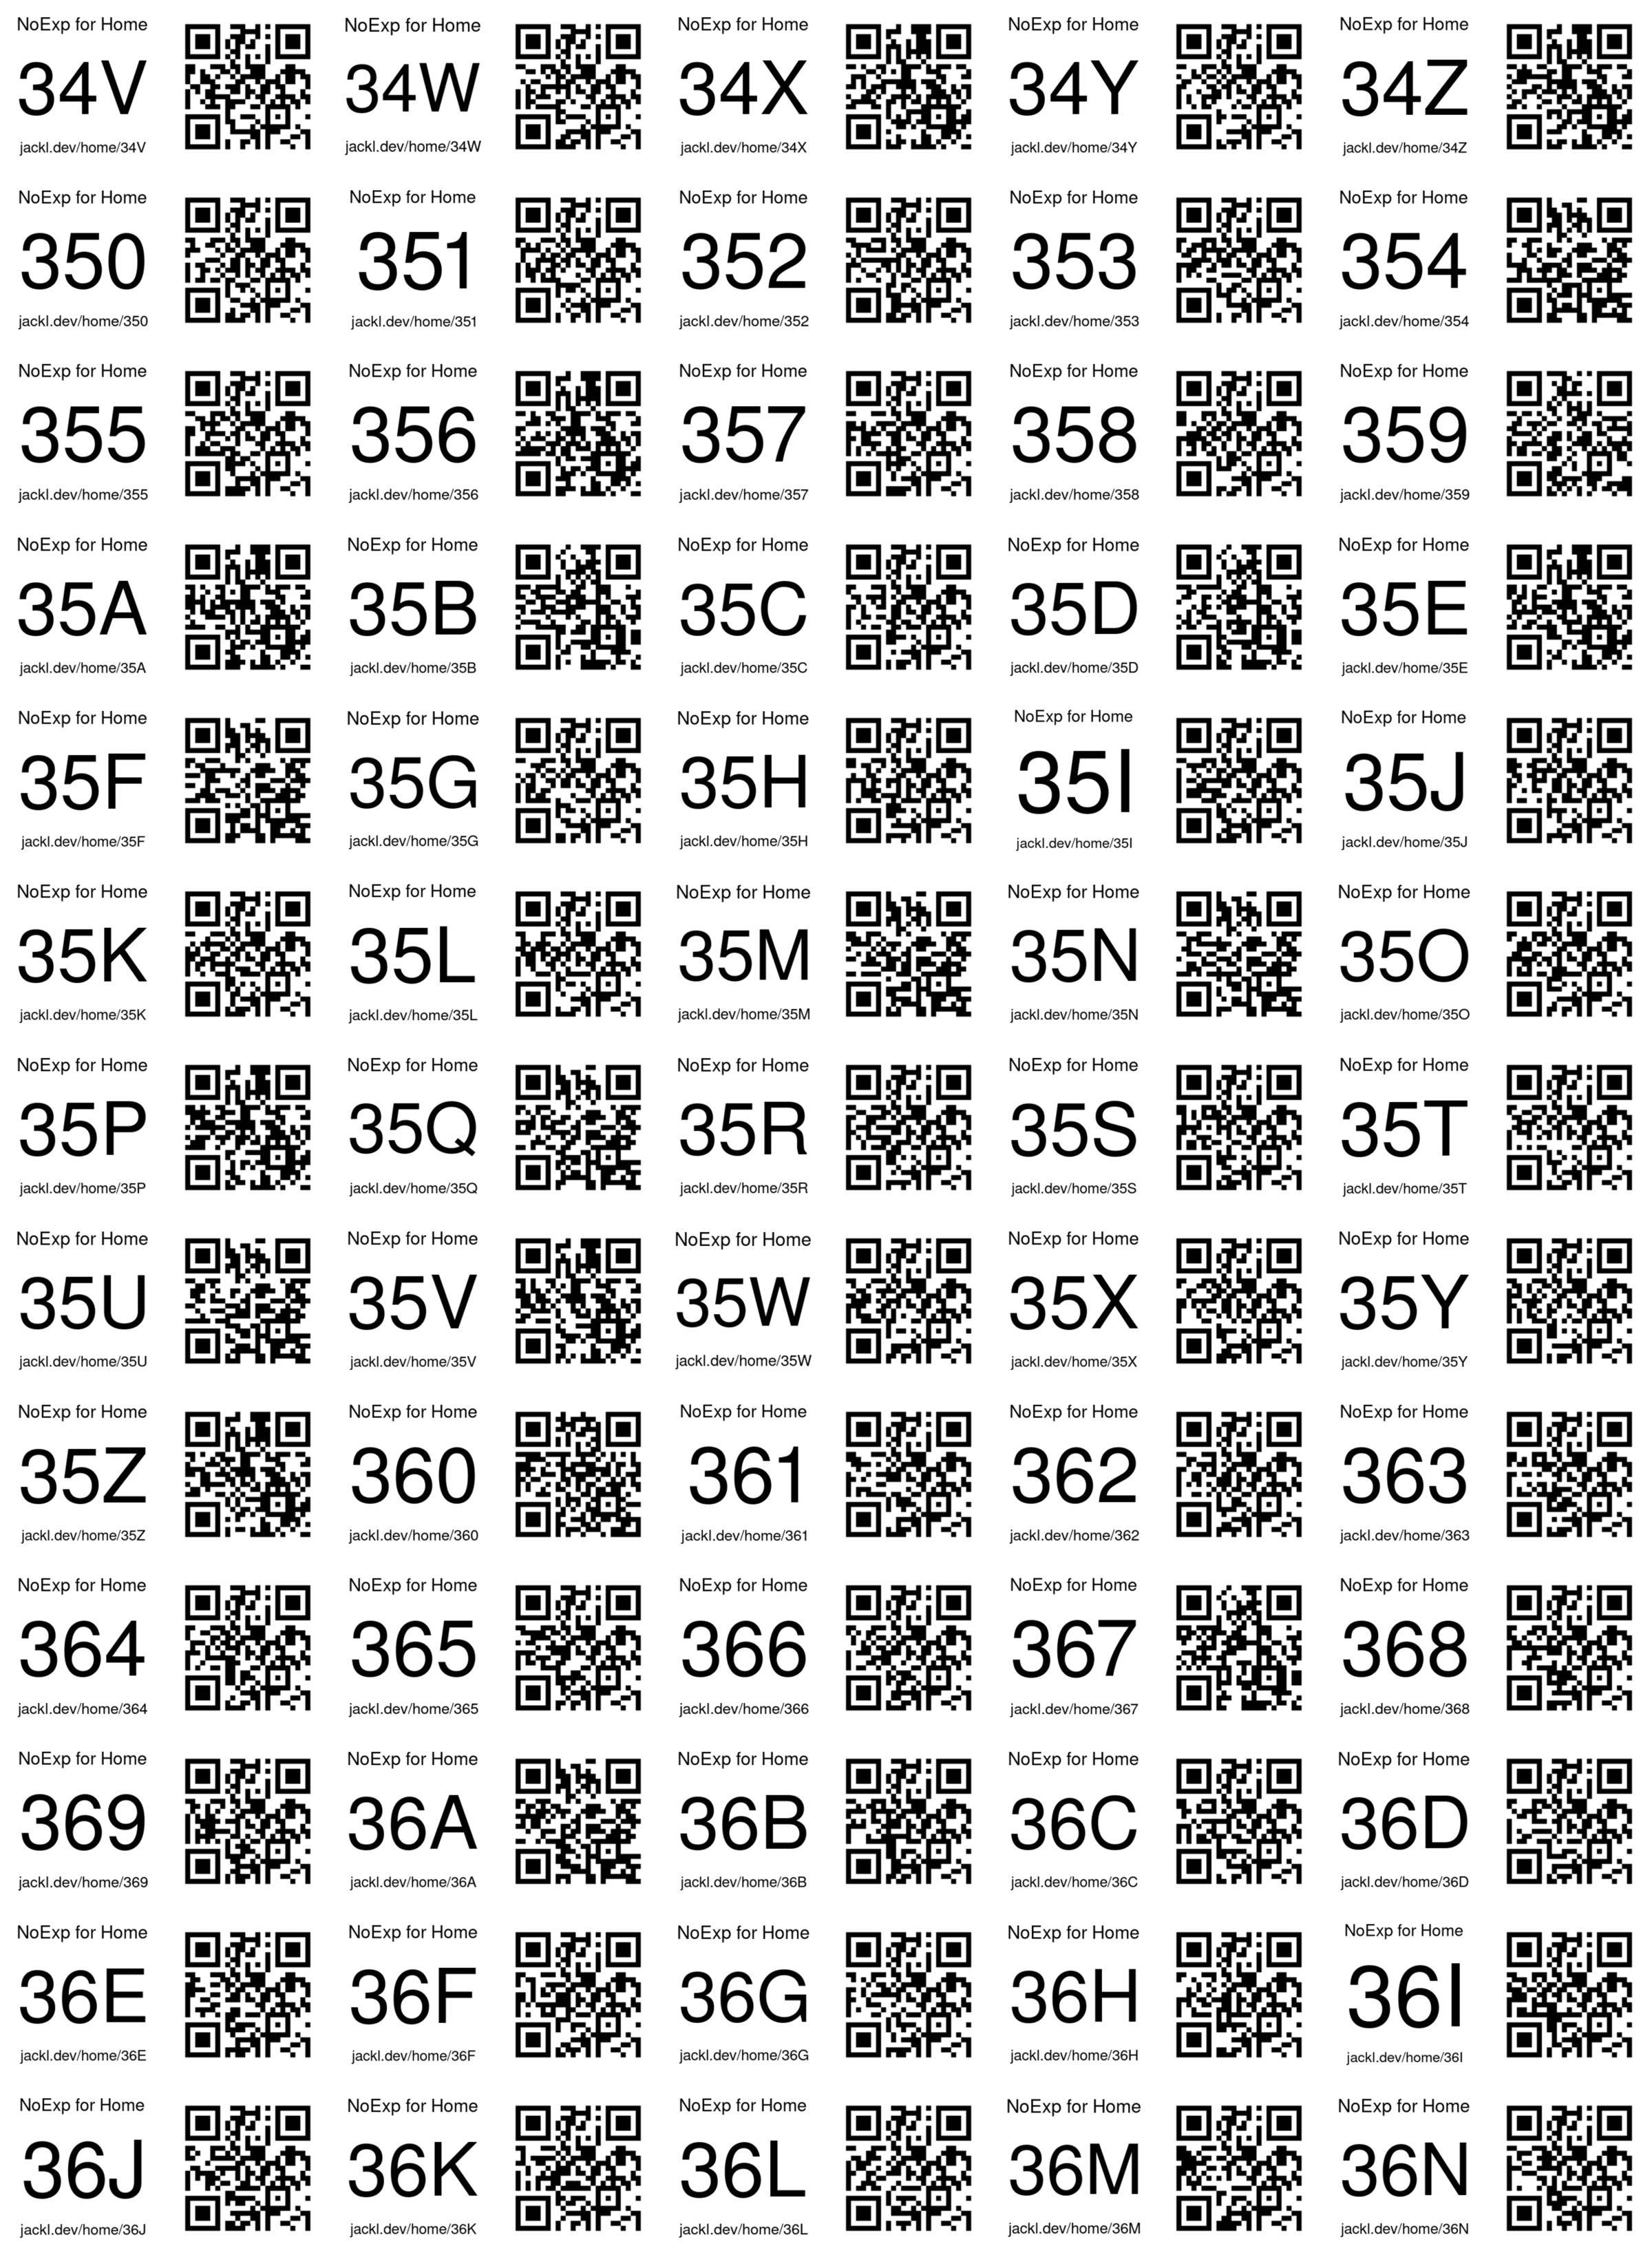 NoExp for Home
34V
jackl.dev/home/34V
NoExp for Home
34W
jackl.dev/home/34W
NoExp for Home
34X
jackl.dev/home/34X
NoExp for Home
34Y
jackl.dev/home/34Y
NoExp for Home
34Z
jackl.dev/home/34Z
NoExp for Home
350
jackl.dev/home/350
NoExp for Home
351
jackl.dev/home/351
NoExp for Home
352
jackl.dev/home/352
NoExp for Home
353
jackl.dev/home/353
NoExp for Home
354
jackl.dev/home/354
NoExp for Home
355
jackl.dev/home/355
NoExp for Home
356
jackl.dev/home/356
NoExp for Home
357
jackl.dev/home/357
NoExp for Home
358
jackl.dev/home/358
NoExp for Home
359
jackl.dev/home/359
NoExp for Home
35A
jackl.dev/home/35A
NoExp for Home
35B
jackl.dev/home/35B
NoExp for Home
35C
jackl.dev/home/35C
NoExp for Home
35D
jackl.dev/home/35D
NoExp for Home
35E
jackl.dev/home/35E
NoExp for Home
35F
jackl.dev/home/35F
NoExp for Home
35G
jackl.dev/home/35G
NoExp for Home
35H
jackl.dev/home/35H
NoExp for Home
35I
jackl.dev/home/35I
NoExp for Home
35J
jackl.dev/home/35J
NoExp for Home
35K
jackl.dev/home/35K
NoExp for Home
35L
jackl.dev/home/35L
NoExp for Home
35M
jackl.dev/home/35M
NoExp for Home
35N
jackl.dev/home/35N
NoExp for Home
35O
jackl.dev/home/35O
NoExp for Home
35P
jackl.dev/home/35P
NoExp for Home
35Q
jackl.dev/home/35Q
NoExp for Home
35R
jackl.dev/home/35R
NoExp for Home
35S
jackl.dev/home/35S
NoExp for Home
35T
jackl.dev/home/35T
NoExp for Home
35U
jackl.dev/home/35U
NoExp for Home
35V
jackl.dev/home/35V
NoExp for Home
35W
jackl.dev/home/35W
NoExp for Home
35X
jackl.dev/home/35X
NoExp for Home
35Y
jackl.dev/home/35Y
NoExp for Home
35Z
jackl.dev/home/35Z
NoExp for Home
360
jackl.dev/home/360
NoExp for Home
361
jackl.dev/home/361
NoExp for Home
362
jackl.dev/home/362
NoExp for Home
363
jackl.dev/home/363
NoExp for Home
364
jackl.dev/home/364
NoExp for Home
365
jackl.dev/home/365
NoExp for Home
366
jackl.dev/home/366
NoExp for Home
367
jackl.dev/home/367
NoExp for Home
368
jackl.dev/home/368
NoExp for Home
369
jackl.dev/home/369
NoExp for Home
36A
jackl.dev/home/36A
NoExp for Home
36B
jackl.dev/home/36B
NoExp for Home
36C
jackl.dev/home/36C
NoExp for Home
36D
jackl.dev/home/36D
NoExp for Home
36E
jackl.dev/home/36E
NoExp for Home
36F
jackl.dev/home/36F
NoExp for Home
36G
jackl.dev/home/36G
NoExp for Home
36H
jackl.dev/home/36H
NoExp for Home
36I
jackl.dev/home/36I
NoExp for Home
36J
jackl.dev/home/36J
NoExp for Home
36K
jackl.dev/home/36K
NoExp for Home
36L
jackl.dev/home/36L
NoExp for Home
36M
jackl.dev/home/36M
NoExp for Home
36N
jackl.dev/home/36N